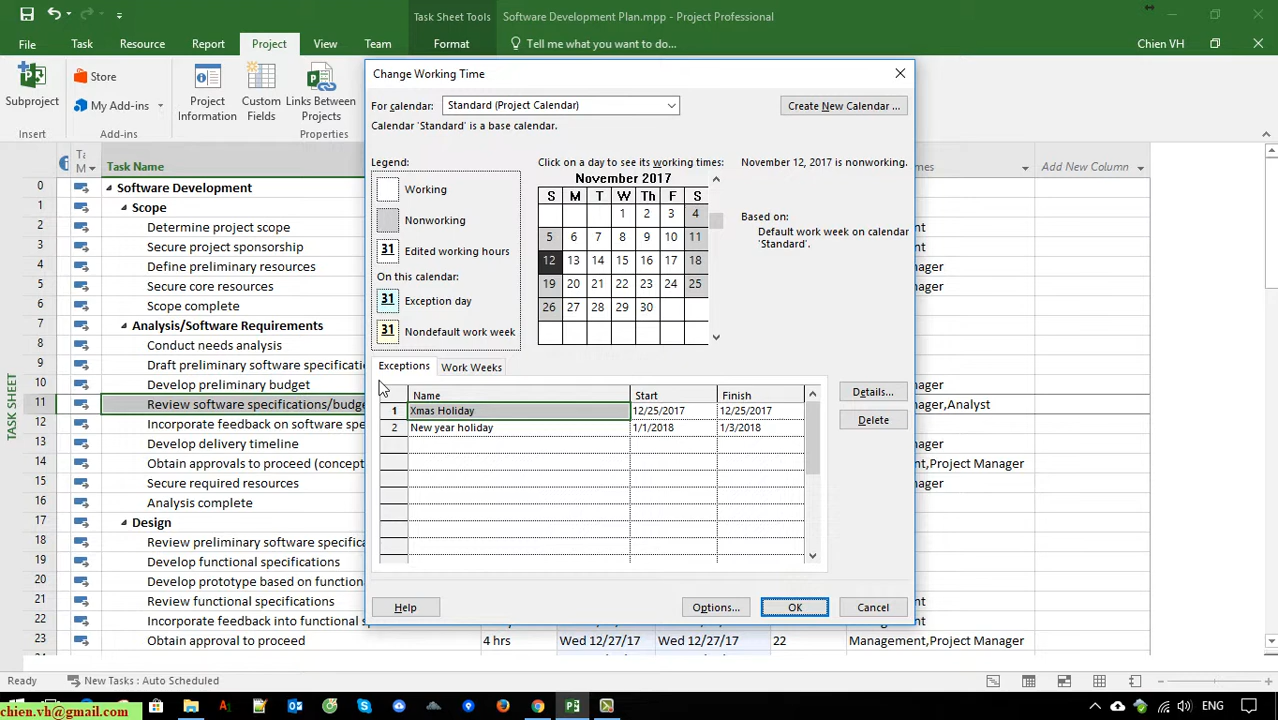 Task Sheet Tools
Software Development Plan.mpp - Project Professional
File Task Resource Report Project View Team Format Tell me what you want to do... Chien VH
Subproject
Store
My Add-ins
Project Information
Custom Fields
Links Between Projects
Insert Add-ins Properties
Task Name
Add New Column
TASK SHEET
0 Software Development
1 Scope
2 Determine project scope
3 Secure project sponsorship
4 Define preliminary resources
5 Secure core resources
6 Scope complete
7 Analysis/Software Requirements
8 Conduct needs analysis
9 Draft preliminary software specificatio
10 Develop preliminary budget
11 Review software specifications/budge ager,Analyst
12 Incorporate feedback on software spe
13 Develop delivery timeline
14 Obtain approvals to proceed (concept nt,Project Manager
15 Secure required resources
16 Analysis complete
17 Design
18 Review preliminary software specifica
19 Develop functional specifications
20 Develop prototype based on function
21 Review functional specifications
22 Incorporate feedback into functional s
23 Obtain approval to proceed 4 hrs Wed 12/27/17 Wed 12/27/17 22 Management,Project Manager
Change Working Time
For calendar: Standard (Project Calendar) Create New Calendar ...
Calendar 'Standard' is a base calendar.
Legend:
Working
Nonworking
31 Edited working hours
On this calendar:
31 Exception day
31 Nondefault work week
Click on a day to see its working times:
November 2017
S M T W Th F S
1 2 3 4
5 6 7 8 9 10 11
12 13 14 15 16 17 18
19 20 21 22 23 24 25
26 27 28 29 30
November 12, 2017 is nonworking.
Based on:
Default work week on calendar
'Standard'.
Exceptions Work Weeks
Name Start Finish
1 Xmas Holiday 12/25/2017 12/25/2017
2 New year holiday 1/1/2018 1/3/2018
Details...
Delete
Help Options... OK Cancel
Ready New Tasks : Auto Scheduled
chien.vh@gmail.com
ENG